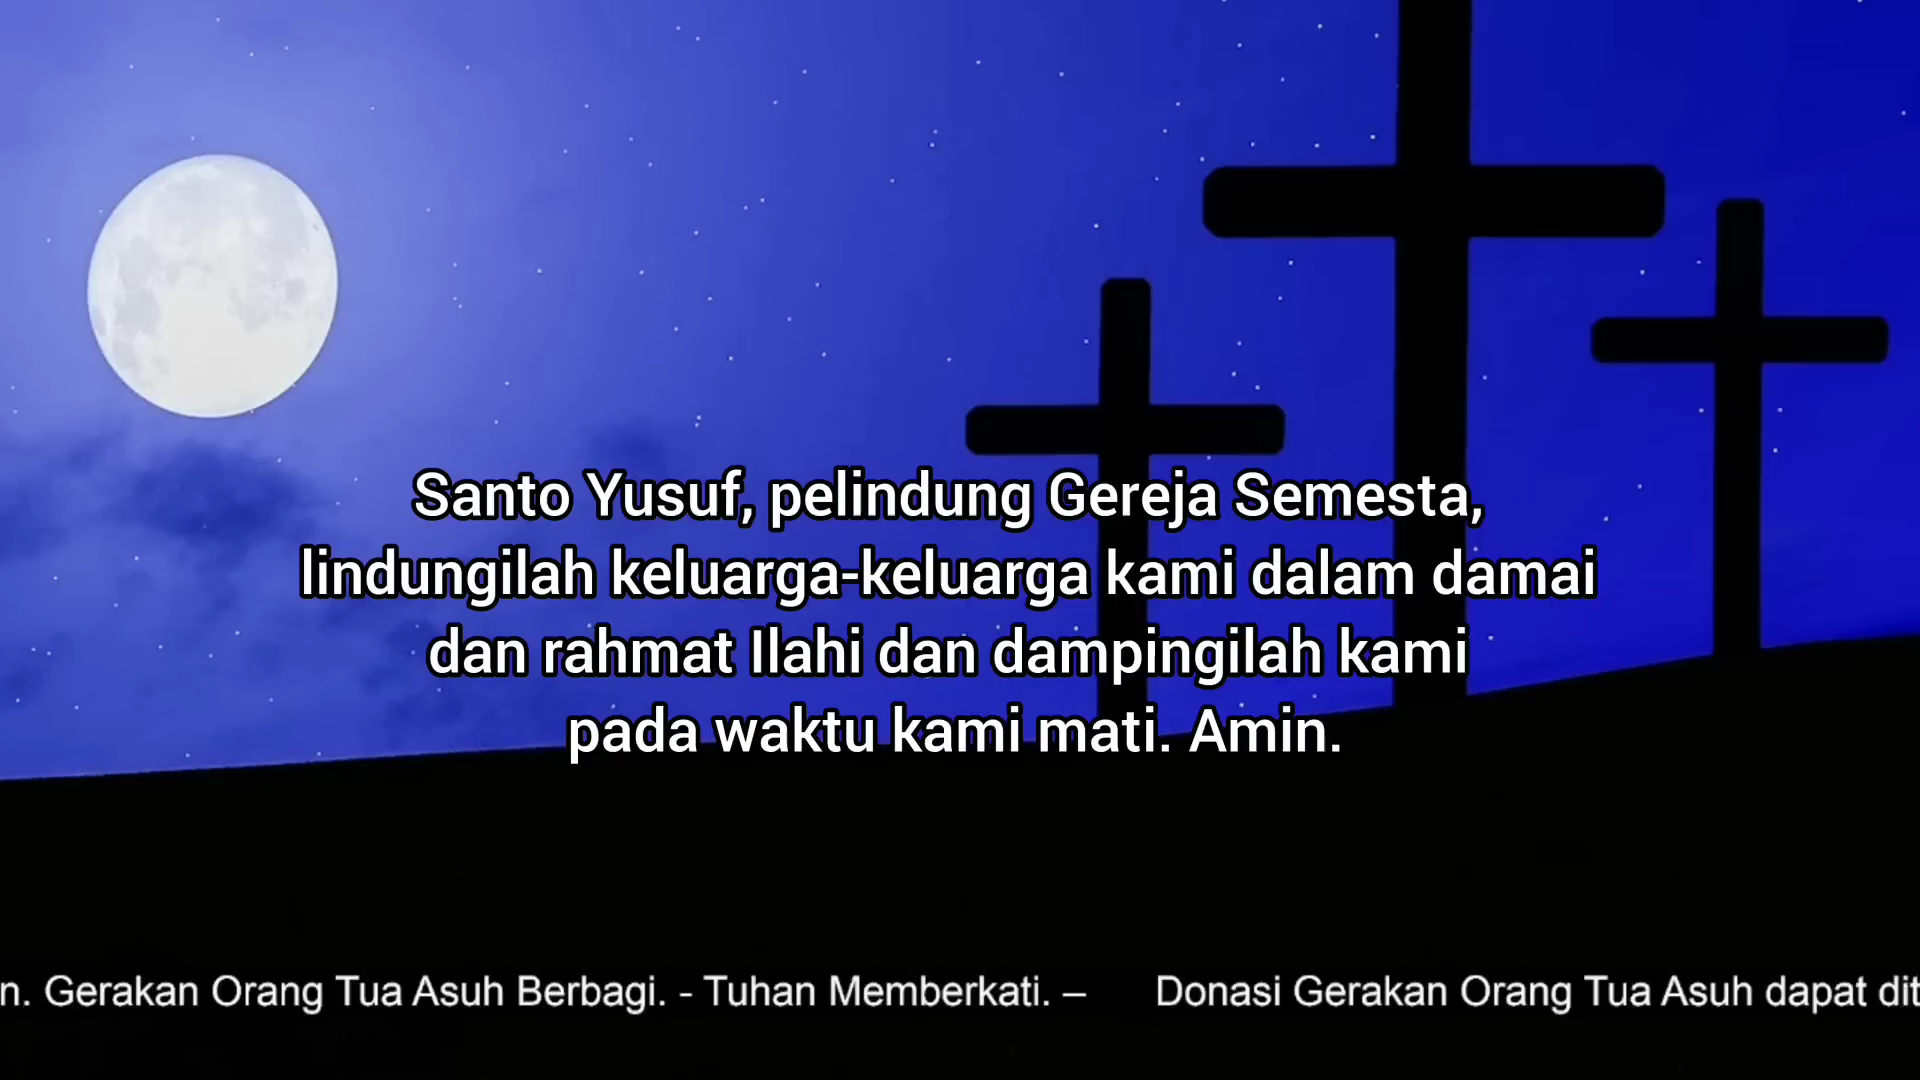 Santo Yusuf, pelindung Gereja Semesta,
lindungilah keluarga-keluarga kami dalam damai
dan rahmat Ilahi dan dampingilah kami
pada waktu kami mati. Amin.
n. Gerakan Orang Tua Asuh Berbagi. - Tuhan Memberkati. – Donasi Gerakan Orang Tua Asuh dapat dit